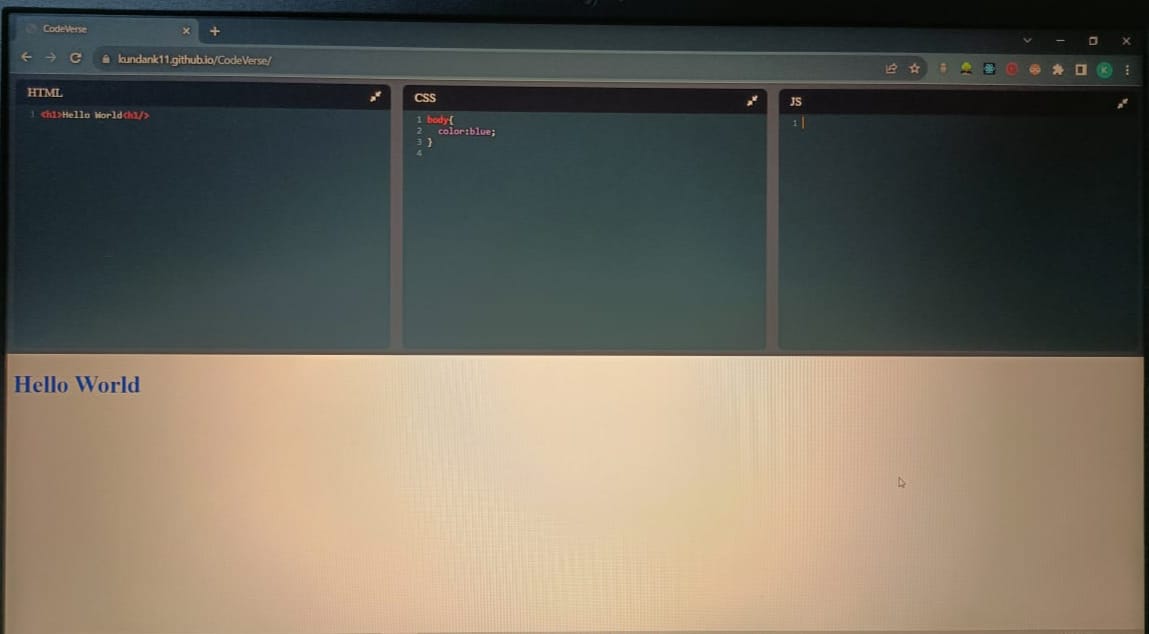 CodeVerse
kundank11.github.io/CodeVerse/
K
HTML
1 <h1>Hello World<h1/>
CSS
1 body{
2 color:blue;
3 }
4
JS
1
Hello World